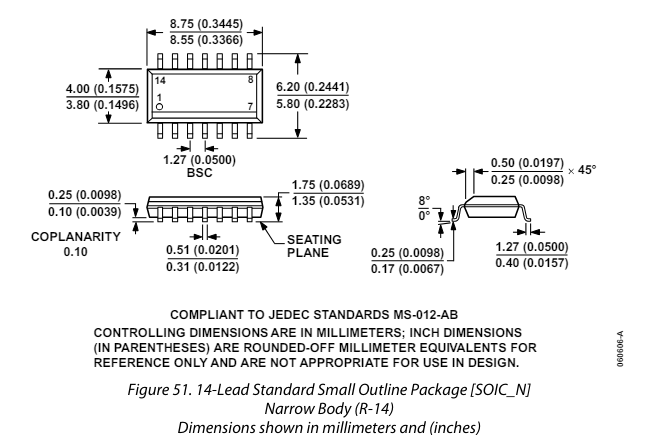 8.75 (0.3445)
8.55 (0.3366)
14
8
1
7
4.00 (0.1575)
3.80 (0.1496)
6.20 (0.2441)
5.80 (0.2283)
1.27 (0.0500)
BSC
0.25 (0.0098)
0.10 (0.0039)
COPLANARITY
0.10
1.75 (0.0689)
1.35 (0.0531)
0.51 (0.0201)
0.31 (0.0122)
SEATING
PLANE
0.50 (0.0197)
0.25 (0.0098)
× 45°
8°
0°
0.25 (0.0098)
0.17 (0.0067)
1.27 (0.0500)
0.40 (0.0157)
COMPLIANT TO JEDEC STANDARDS MS-012-AB
CONTROLLING DIMENSIONS ARE IN MILLIMETERS; INCH DIMENSIONS
(IN PARENTHESES) ARE ROUNDED-OFF MILLIMETER EQUIVALENTS FOR
REFERENCE ONLY AND ARE NOT APPROPRIATE FOR USE IN DESIGN.
060606-A
Figure 51. 14-Lead Standard Small Outline Package [SOIC_N]
Narrow Body (R-14)
Dimensions shown in millimeters and (inches)